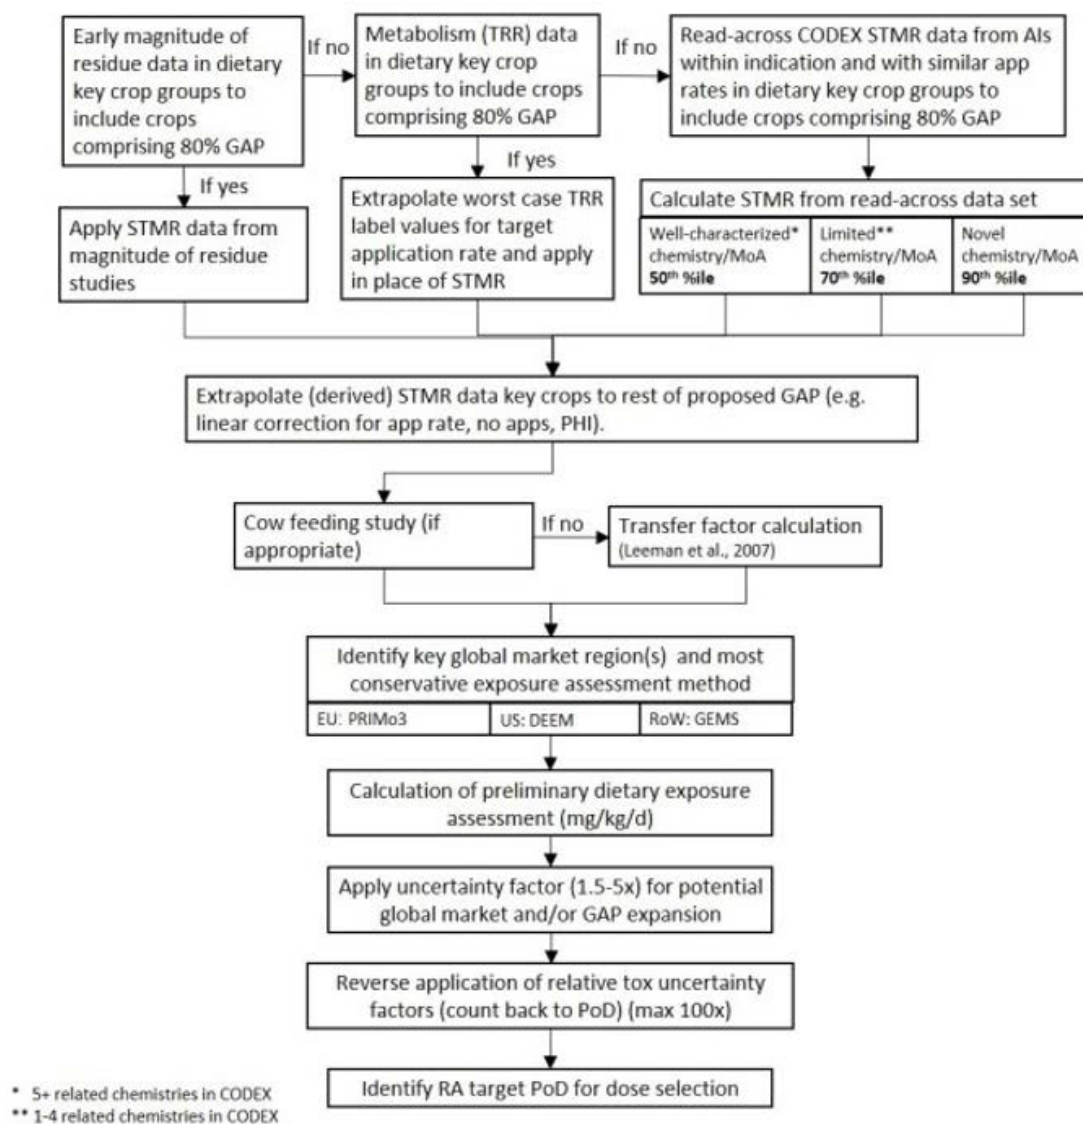 Early magnitude of
residue data in dietary
key crop groups to
include crops
comprising 80% GAP
If no
Metabolism (TRR) data
in dietary key crop
groups to include crops
comprising 80% GAP
If no
Read-across CODEX STMR data from AIs
within indication and with similar app
rates in dietary key crop groups to
include crops comprising 80% GAP
If yes
If yes
Apply STMR data from
magnitude of residue
studies
Extrapolate worst case TRR
label values for target
application rate and apply
in place of STMR
Calculate STMR from read-across data set
Well-characterized*
chemistry/MoA
50th %ile
Limited**
chemistry/MoA
70th %ile
Novel
chemistry/MoA
90th %ile
Extrapolate (derived) STMR data key crops to rest of proposed GAP (e.g.
linear correction for app rate, no apps, PHI).
Cow feeding study (if
appropriate)
If no
Transfer factor calculation
(Leeman et al., 2007)
Identify key global market region(s) and most
conservative exposure assessment method
EU: PRIMo3
US: DEEM
RoW: GEMS
Calculation of preliminary dietary exposure
assessment (mg/kg/d)
Apply uncertainty factor (1.5-5x) for potential
global market and/or GAP expansion
Reverse application of relative tox uncertainty
factors (count back to PoD) (max 100x)
Identify RA target PoD for dose selection
* 5+ related chemistries in CODEX
** 1-4 related chemistries in CODEX